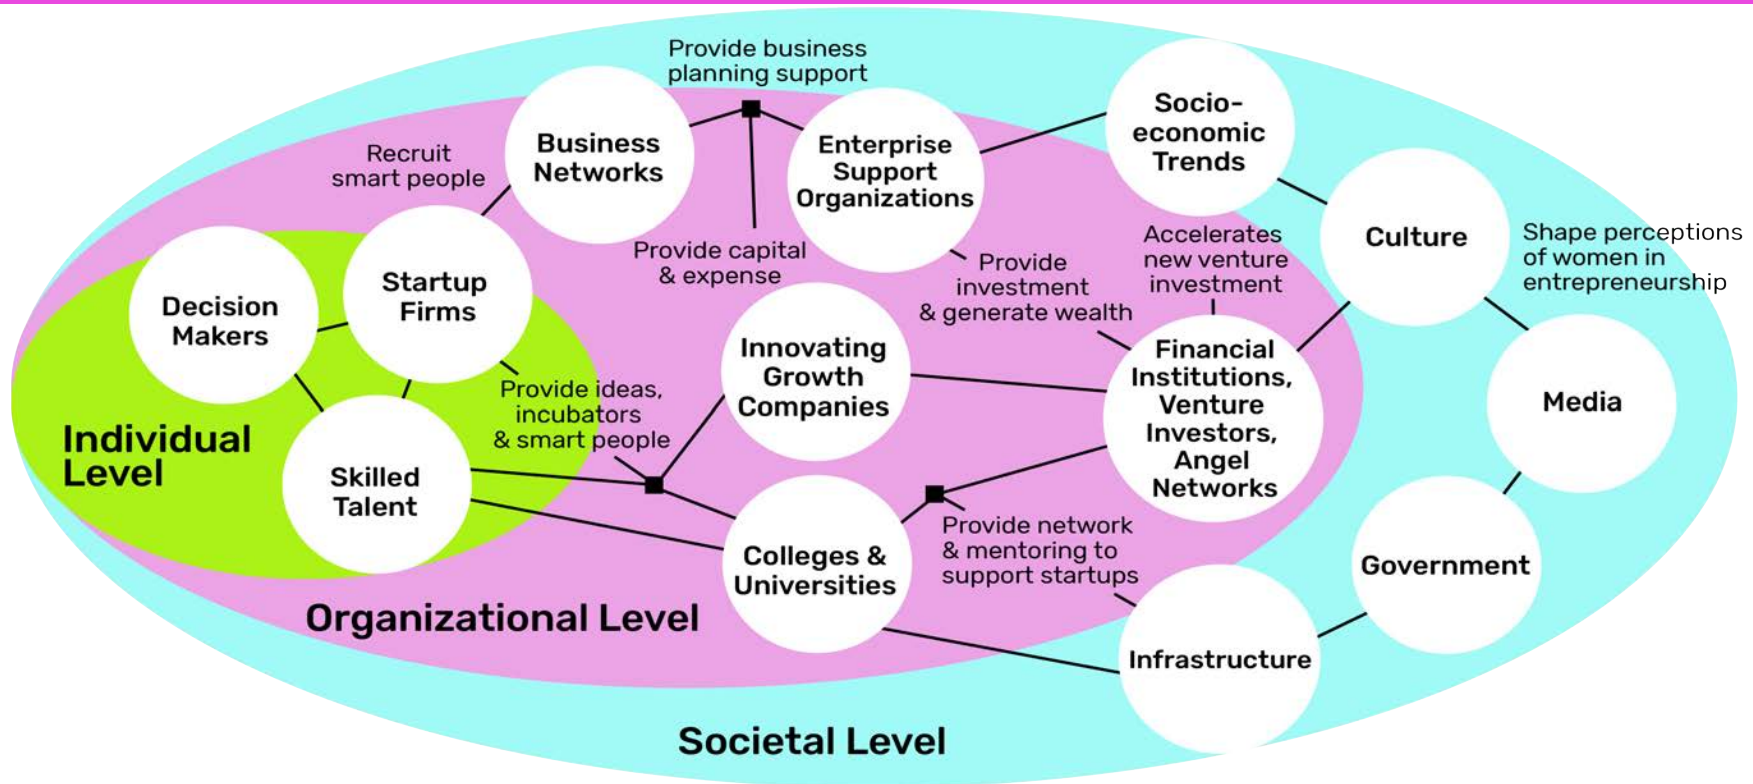 Provide business
planning support
Socio-
economic
Trends
Business
Networks
Enterprise
Support
Organizations
Recruit
smart people
Culture
Shape perceptions
of women in
entrepreneurship
Provide capital
& expense
Accelerates
new venture
investment
Provide
investment
& generate wealth
Decision
Makers
Startup
Firms
Innovating
Growth
Companies
Financial
Institutions,
Venture
Investors,
Angel
Networks
Media
Provide ideas,
incubators
& smart people
Individual
Level
Skilled
Talent
Provide network
& mentoring to
support startups
Colleges &
Universities
Government
Organizational Level
Infrastructure
Societal Level